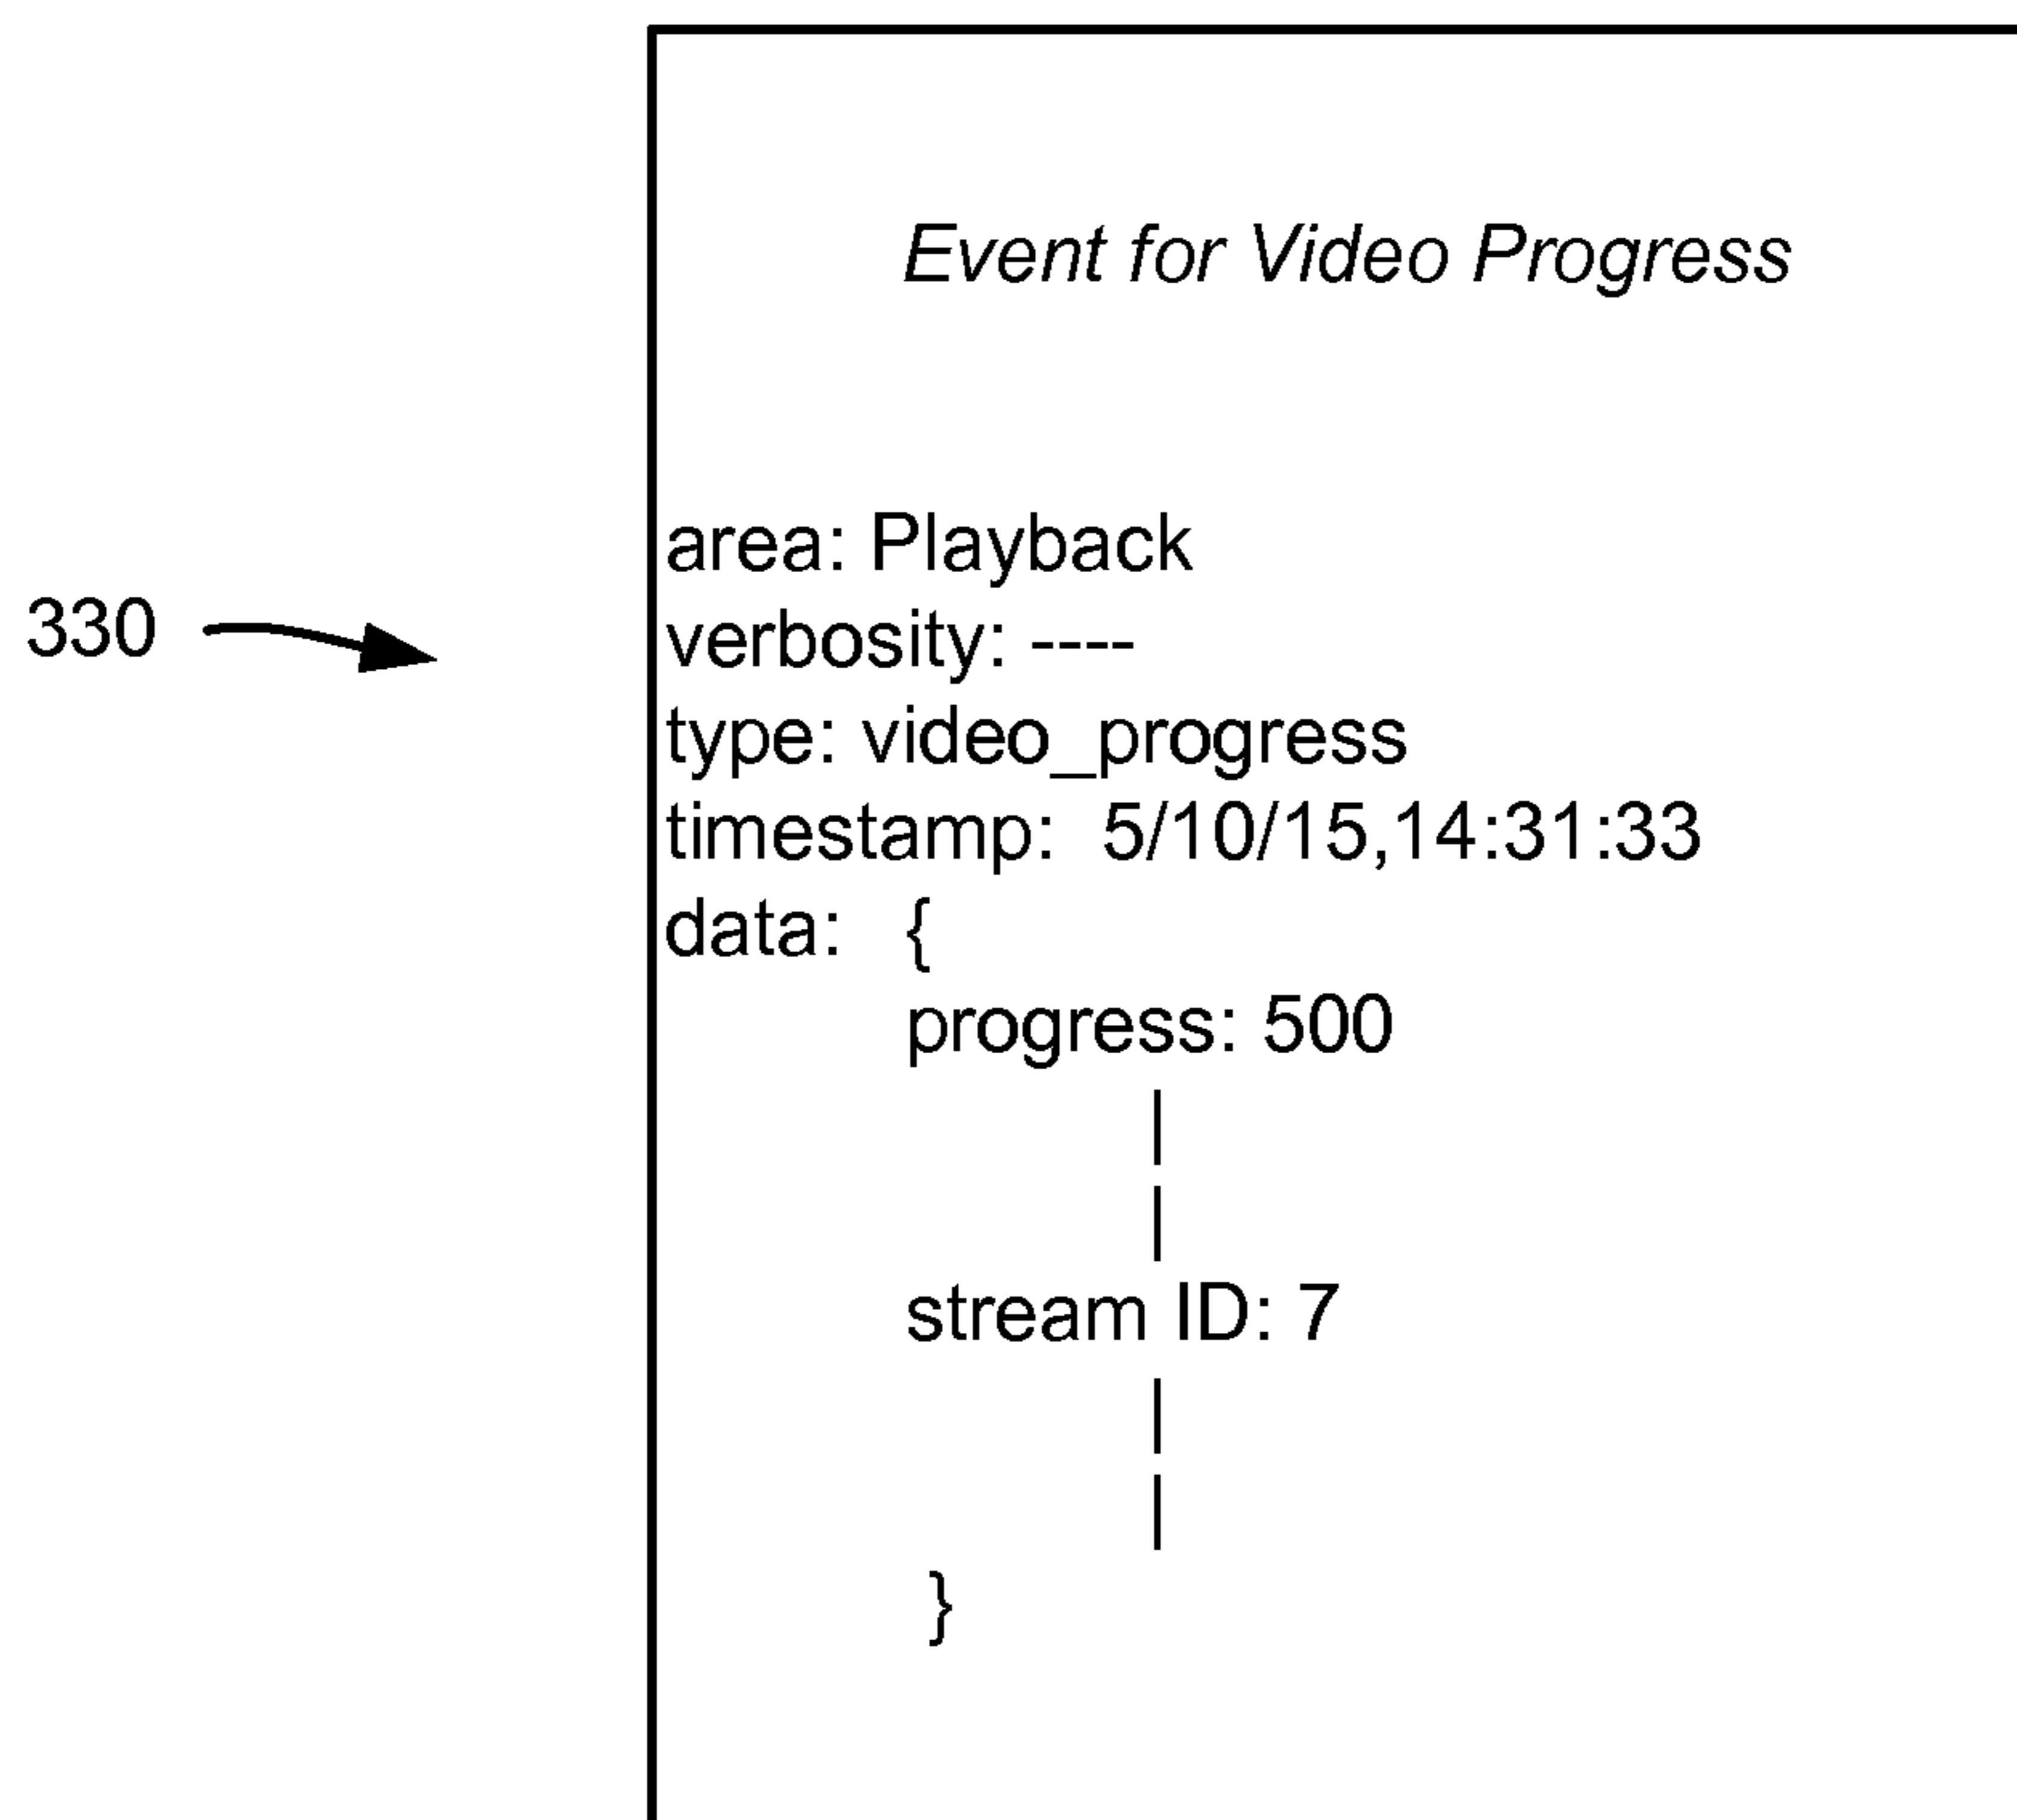 Event for Video Progress
330
area: Playback
verbosity: ----
type: video_progress
timestamp: 5/10/15,14:31:33
data: {
progress: 500
|
|
stream ID: 7
|
|
}